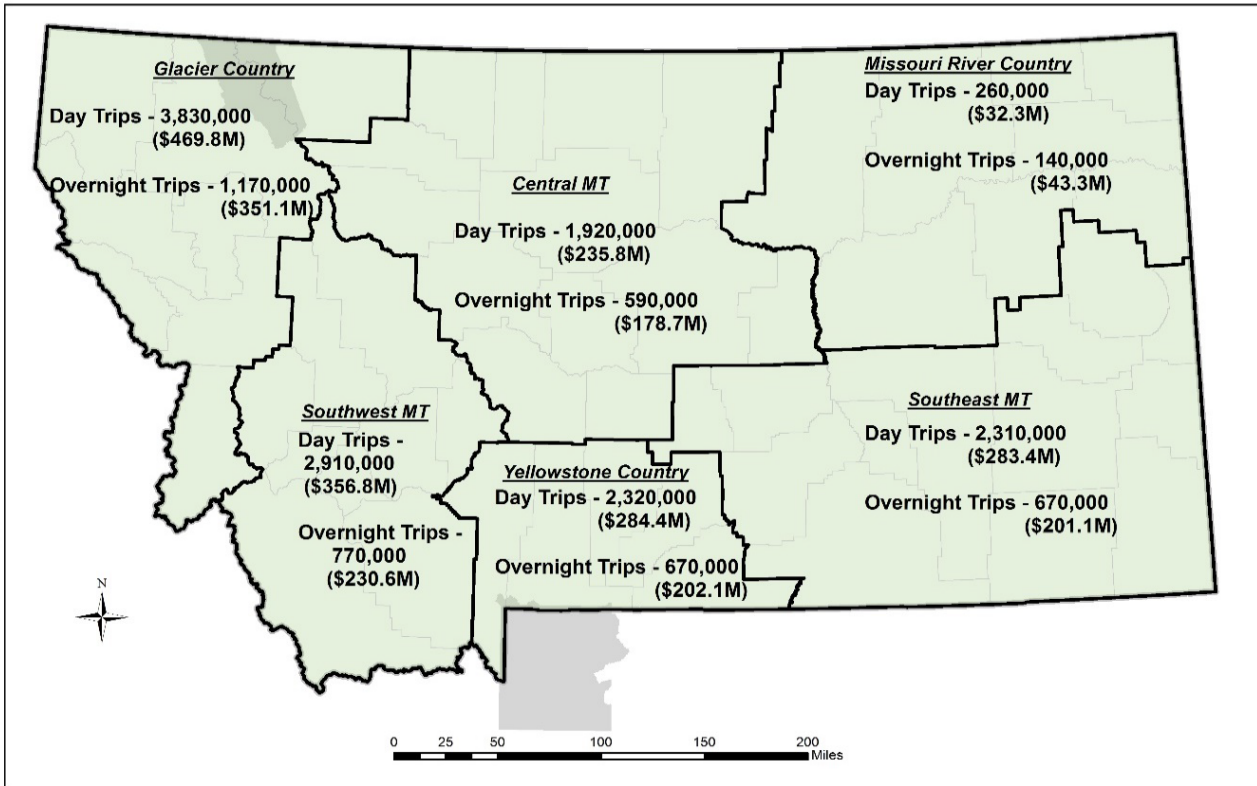 Glacier Country
Day Trips - 3,830,000
($469.8M)
Overnight Trips - 1,170,000
($351.1M)
Central MT
Day Trips - 1,920,000
($235.8M)
Overnight Trips - 590,000
($178.7M)
Missouri River Country
Day Trips - 260,000
($32.3M)
Overnight Trips - 140,000
($43.3M)
Southwest MT
Day Trips -
2,910,000
($356.8M)
Overnight Trips -
770,000
($230.6M)
Yellowstone Country
Day Trips - 2,320,000
($284.4M)
Overnight Trips - 670,000
($202.1M)
Southeast MT
Day Trips - 2,310,000
($283.4M)
Overnight Trips - 670,000
($201.1M)
N
0 25 50 100 150 200
Miles